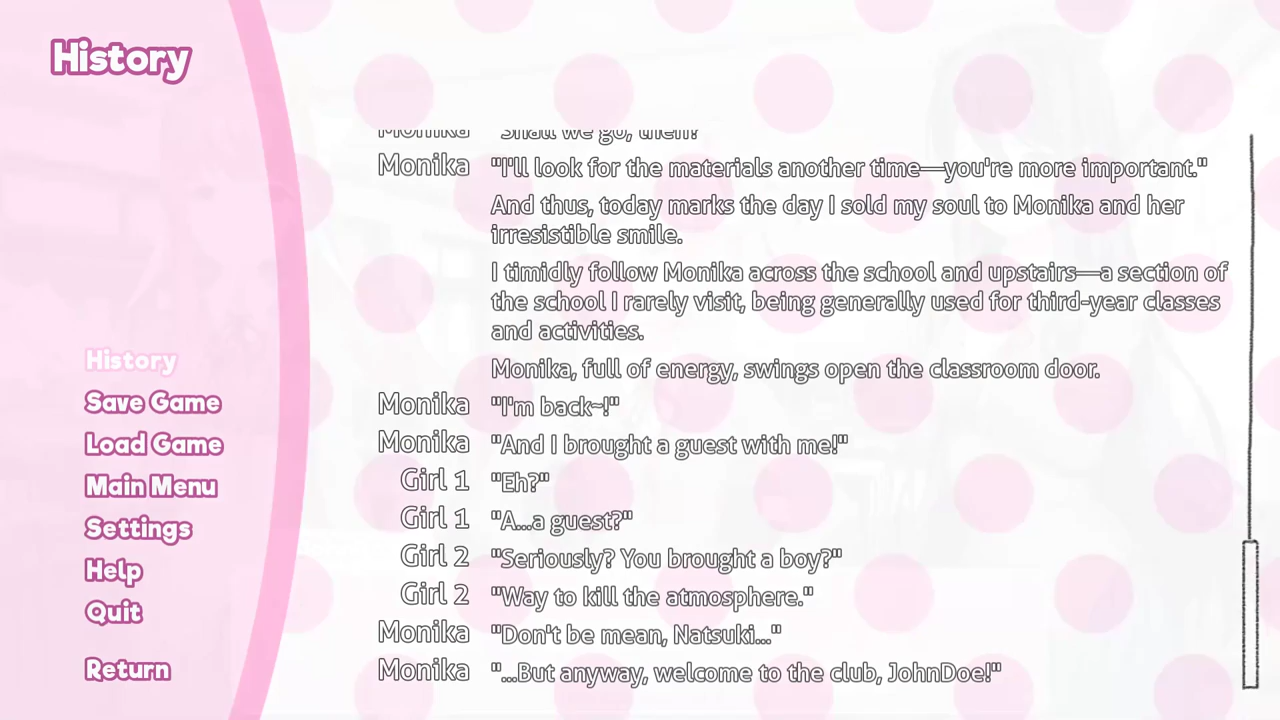 History
Monika "Shall we go, then?"
Monika "I'll look for the materials another time—you're more important."
And thus, today marks the day I sold my soul to Monika and her
irresistible smile.
I timidly follow Monika across the school and upstairs—a section of
the school I rarely visit, being generally used for third-year classes
and activities.
Monika, full of energy, swings open the classroom door.
Monika "I'm back~!"
Monika "And I brought a guest with me!"
Girl 1 "Eh?"
Girl 1 "A...a guest?"
Girl 2 "Seriously? You brought a boy?"
Girl 2 "Way to kill the atmosphere."
Monika "Don't be mean, Natsuki..."
Monika "...But anyway, welcome to the club, JohnDoe!"
History
Save Game
Load Game
Main Menu
Settings
Help
Quit
Return